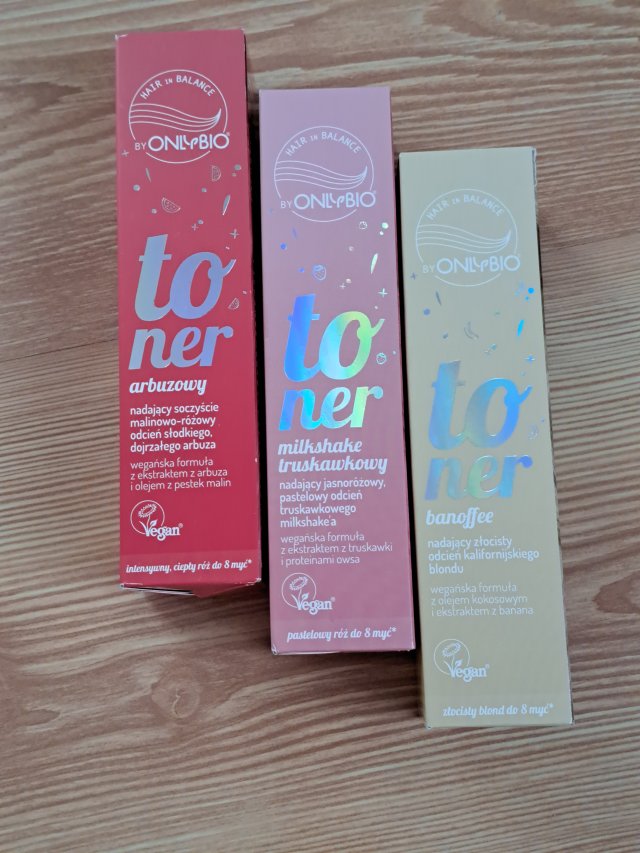 HAIR IN BALANCE
BY ONLYBIO®
to
ner
arbuzowy
nadający soczyście
malinowo-różowy
odcień słodkiego,
dojrzałego arbuza
wegańska formuła
z ekstraktem z arbuza
i olejem z pestek malin
Vegan®
intensywny, ciepły róż do 8 myć*
HAIR IN BALANCE
BY ONLYBIO®
to
ner
milkshake
truskawkowy
nadający jasnoróżowy,
pastelowy odcień
truskawkowego
milkshake'a
wegańska formuła
z ekstraktem z truskawki
i proteinami owsa
Vegan®
pastelowy róż do 8 myć*
HAIR IN BALANCE
BY ONLYBIO®
to
ner
banoffee
nadający złocisty
odcień kalifornijskiego
blondu
wegańska formuła
z olejem kokosowym
i ekstraktem z banana
Vegan®
złocisty blond do 8 myć*